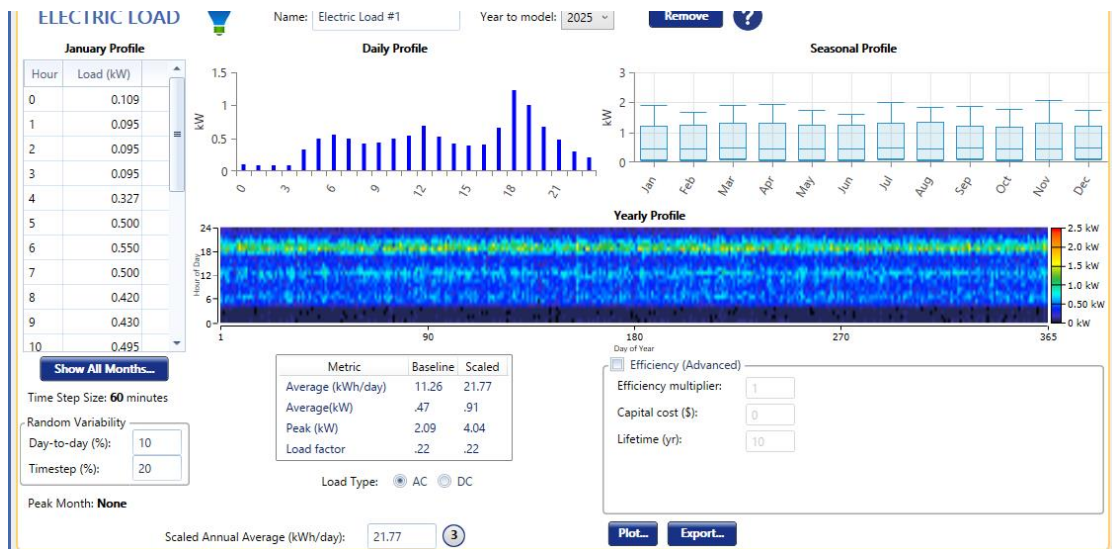 ELECTRIC LOAD
Name: Electric Load #1
Year to model: 2025
Remove
?
January Profile
Hour Load (kW)
0 0.109
1 0.095
2 0.095
3 0.095
4 0.327
5 0.500
6 0.550
7 0.500
8 0.420
9 0.430
10 0.495
Show All Months...
Time Step Size: 60 minutes
Random Variability
Day-to-day (%): 10
Timestep (%): 20
Peak Month: None
Daily Profile
kW
1.5
1
0.5
0
0 3 6 9 12 15 18 21
Seasonal Profile
kW
3
2
1
0
Jan Feb Mar Apr May Jun Jul Aug Sep Oct Nov Dec
Yearly Profile
Hour of Day
24
18
12
6
0
1 90 180 270 365
Day of Year
2.5 kW
2.0 kW
1.5 kW
1.0 kW
0.50 kW
0 kW
Metric Baseline Scaled
Average (kWh/day) 11.26 21.77
Average(kW) .47 .91
Peak (kW) 2.09 4.04
Load factor .22 .22
Load Type: AC DC
Efficiency (Advanced)
Efficiency multiplier: 1
Capital cost ($): 0
Lifetime (yr): 10
Scaled Annual Average (kWh/day): 21.77
3
Plot... Export...